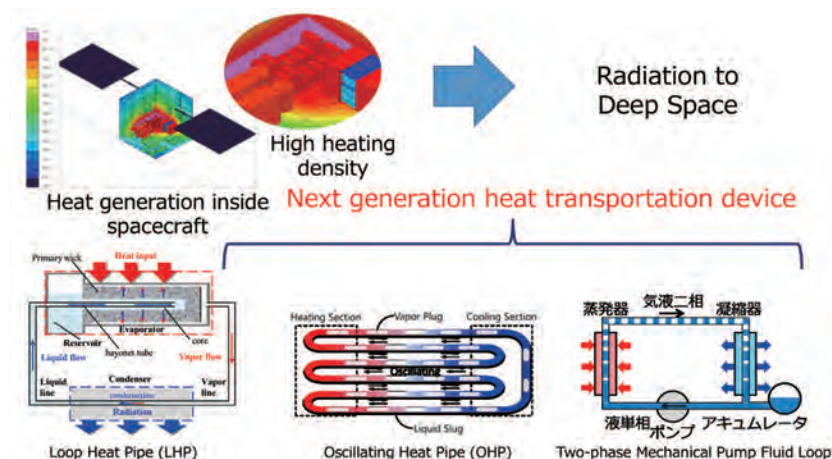 High heating
density
Heat generation inside
spacecraft
Radiation to
Deep Space
Next generation heat transportation device
Primary wick
Heat input
Evaporator
Reservoir
core
bayonet tube
Liquid flow
Vapor flow
Liquid
line
Condenser
Vapor
line
condensation
Radiation
Loop Heat Pipe (LHP)
Heating Section
Vapor Plug
Cooling Section
Oscillating
Liquid Slug
Oscillating Heat Pipe (OHP)
蒸発器
気液二相
凝縮器
液単相
ポンプ
アキュムレータ
Two-phase Mechanical Pump Fluid Loop